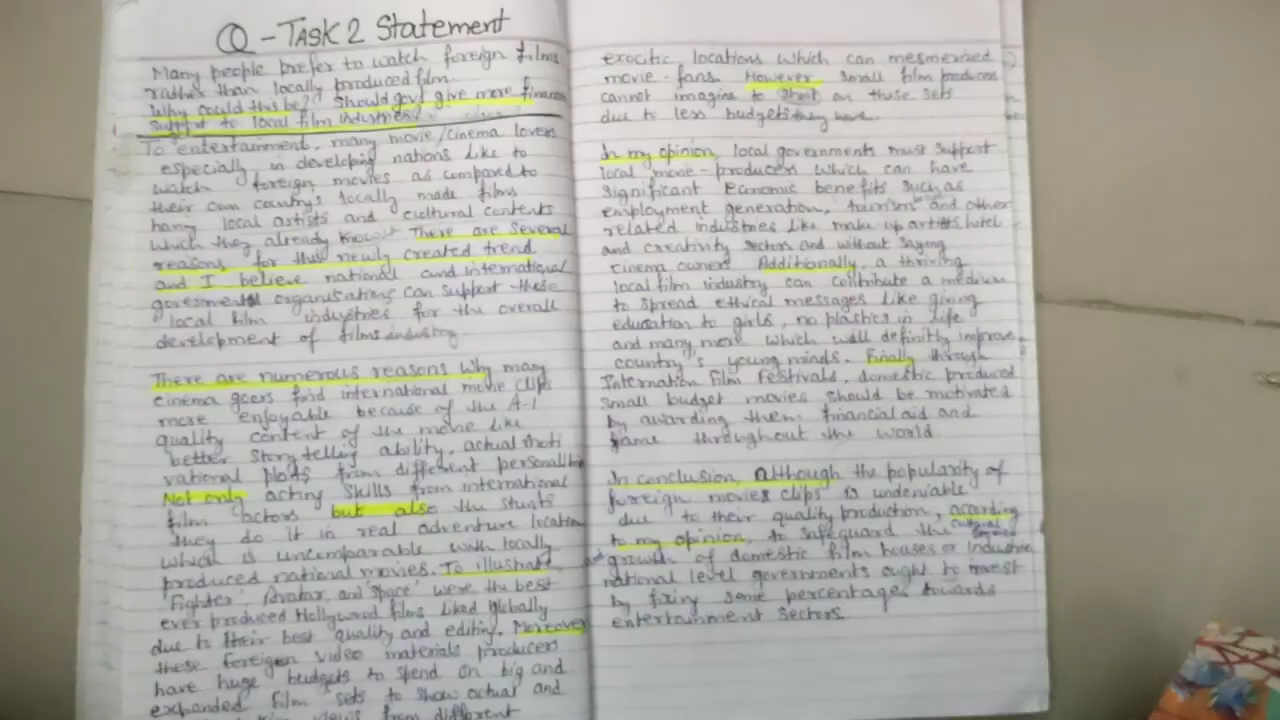 Q - TASK 2 Statement
Many people prefer to watch foreign films
rather than locally produced film.
Why could this be? Should govt give more financial
support to local film industries?
To entertainment, many movie/cinema lovers
especially in developing nations like to
watch foreign movies as compared to
their own country's locally made films
hang local artists and cultural contents
which they already know. There are several
reasons for this newly created trend
and I believe national and international
organisations can support these
local film industries for the overall
development of films industry
There are numerous reasons why many
cinema goers find international movie clips
more enjoyable because of the A-1
quality content of the movie like
better story telling ability, actual
from different
Not only acting skills from international
film actors but also the stunts
they do it in real adventure location
which is uncomparable with locally
produced national movies. To illustrate,
'Fighter' Avatar, and 'Space' were the best
ever produced Hollywood films liked globally
due to their best quality and editing. Moreover
these foreign video materials producers
have huge budgets to spend on big and
expanded film sets to show actual and
views from different
exocitic locations which can mesmerized
movie-fans. However small film producers
cannot imagine to shoot on those sets
due to less budgets they have.
In my opinion, local governments must support
local movie-producers which can have
significant economic benefits such as
employment generation, tourism and other
related industries like make up artists, hotel
and creativity sectors and without saying
cinema owners. Additionally, a thriving
local film industry can contribute a medium
to spread ethical messages like giving
education to girls, no plastics in life
and many more which will definitly improve
country's young minds. Finally through
Internation Film Festivals, domestic produced
small budget movies should be motivated
by awarding them financial aid and
fame throughout the world
In conclusion, although the popularity of
foreign movies clips is undeniable
due to their quality production, according
to my opinion, to safeguard the
growth of domestic film houses or industries
national level governments ought to invest
by fixing some percentages towards
entertainment sectors.